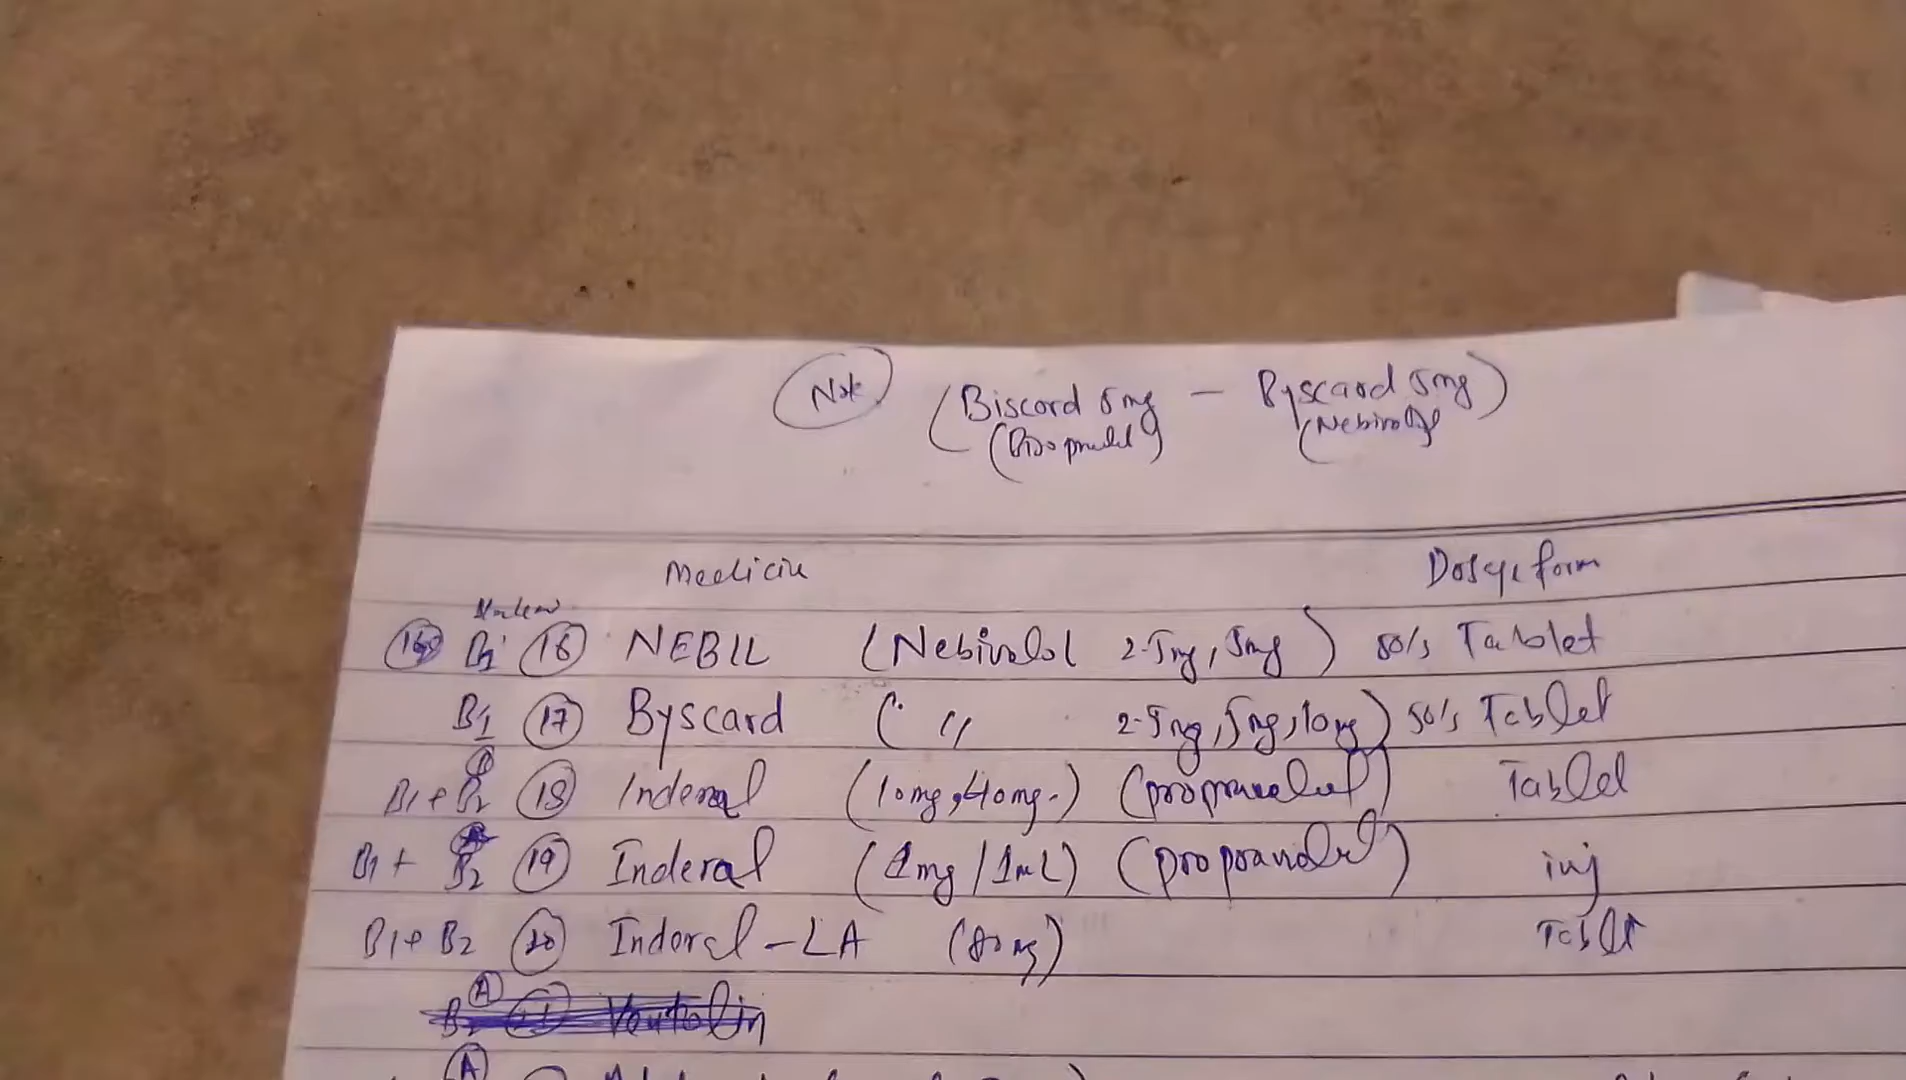 Note (Biscord 5mg — Byscard 5mg)
(Bisoprolol) (Nebivolol)
Medicine Dosage form
B1 16 NEBIL (Nebivolol 2.5mg, 5mg) Tablet
B1 17 Byscard ( " 2.5mg, 5mg, 10mg) Tablet
B1 + B2 18 Inderal (10mg, 40mg.) (propranolol) Tablet
B1 + B2 19 Inderal (1mg/1mL) (propranolol) inj
B1 + B2 20 Inderal - LA (80mg) Tablet
A
Ventolin
A